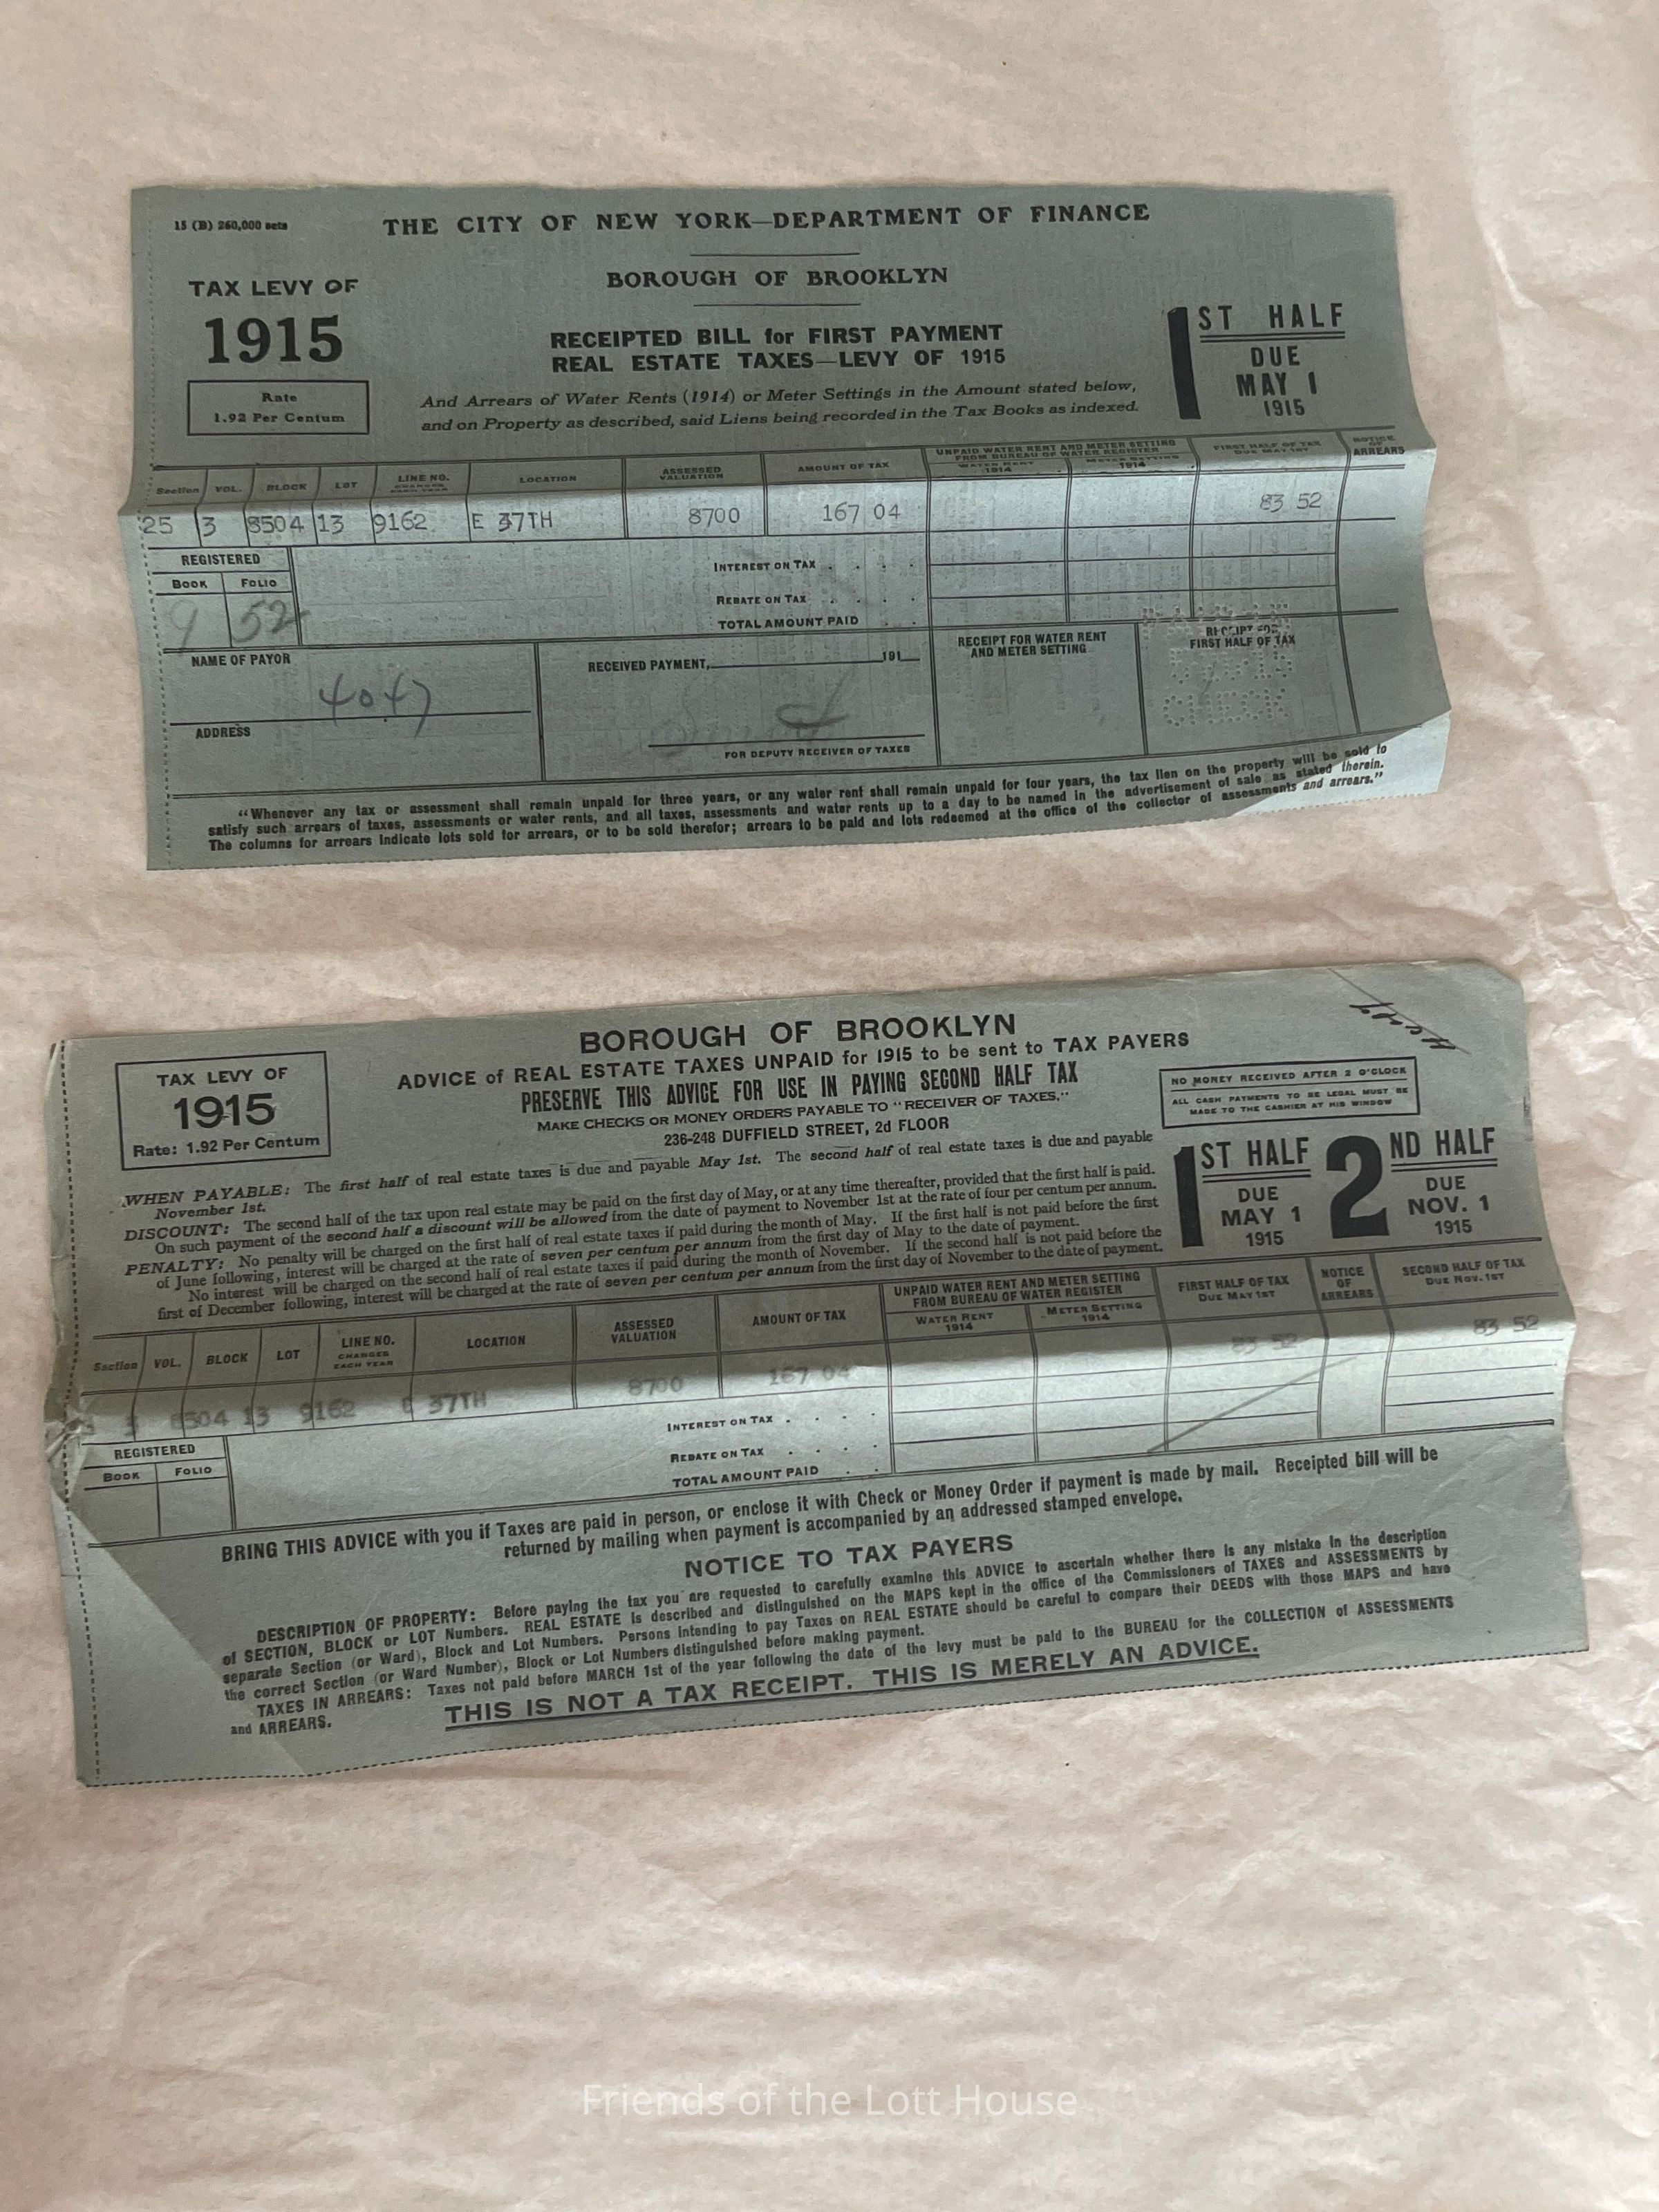 15 (B) 260,000 sets
THE CITY OF NEW YORK—DEPARTMENT OF FINANCE
BOROUGH OF BROOKLYN
TAX LEVY OF
1915
Rate
1.92 Per Centum
RECEIPTED BILL for FIRST PAYMENT
REAL ESTATE TAXES—LEVY OF 1915
And Arrears of Water Rents (1914) or Meter Settings in the Amount stated below,
and on Property as described, said Liens being recorded in the Tax Books as indexed.
1ST HALF
DUE
MAY 1
1915
Section VOL. BLOCK LOT LINE NO. LOCATION ASSESSED VALUATION AMOUNT OF TAX UNPAID WATER RENT AND METER SETTING FROM BUREAU OF WATER REGISTER FIRST HALF OF TAX DUE MAY 1ST NOTICE OF ARREARS
CHANGES EACH YEAR WATER RENT 1914 METER SETTING 1914
25 3 8504 13 9162 E 37TH 8700 167 04 83 52
REGISTERED
BOOK FOLIO
9 52
INTEREST ON TAX . . . .
REBATE ON TAX . . . .
TOTAL AMOUNT PAID . .
NAME OF PAYOR
4047
ADDRESS
RECEIVED PAYMENT, 191
FOR DEPUTY RECEIVER OF TAXES
RECEIPT FOR WATER RENT
AND METER SETTING
RECEIPT FOR
FIRST HALF OF TAX
CHECK
“Whenever any tax or assessment shall remain unpaid for three years, or any water rent shall remain unpaid for four years, the tax lien on the property will be sold to
satisfy such arrears of taxes, assessments or water rents, and all taxes, assessments and water rents up to a day to be named in the advertisement of sale as stated therein.
The columns for arrears indicate lots sold for arrears, or to be sold therefor; arrears to be paid and lots redeemed at the office of the collector of assessments and arrears.”
BOROUGH OF BROOKLYN
ADVICE of REAL ESTATE TAXES UNPAID for 1915 to be sent to TAX PAYERS
PRESERVE THIS ADVICE FOR USE IN PAYING SECOND HALF TAX
MAKE CHECKS OR MONEY ORDERS PAYABLE TO “RECEIVER OF TAXES.”
236-248 DUFFIELD STREET, 2d FLOOR
TAX LEVY OF
1915
Rate: 1.92 Per Centum
NO MONEY RECEIVED AFTER 2 O'CLOCK
ALL CASH PAYMENTS TO BE LEGAL MUST BE
MADE TO THE CASHIER AT HIS WINDOW
WHEN PAYABLE: The first half of real estate taxes is due and payable May 1st. The second half of real estate taxes is due and payable
November 1st.
DISCOUNT: The second half of the tax upon real estate may be paid on the first day of May, or at any time thereafter, provided that the first half is paid.
On such payment of the second half a discount will be allowed from the date of payment to November 1st at the rate of four per centum per annum.
PENALTY: No penalty will be charged on the first half of real estate taxes if paid during the month of May. If the first half is not paid before the first
of June following, interest will be charged at the rate of seven per centum per annum from the first day of May to the date of payment.
No interest will be charged on the second half of real estate taxes if paid during the month of November. If the second half is not paid before the
first of December following, interest will be charged at the rate of seven per centum per annum from the first day of November to the date of payment.
1ST HALF
DUE
MAY 1
1915
2ND HALF
DUE
NOV. 1
1915
Section VOL. BLOCK LOT LINE NO. LOCATION ASSESSED VALUATION AMOUNT OF TAX UNPAID WATER RENT AND METER SETTING FROM BUREAU OF WATER REGISTER FIRST HALF OF TAX DUE MAY 1ST NOTICE OF ARREARS SECOND HALF OF TAX DUE NOV. 1ST
CHANGES EACH YEAR WATER RENT 1914 METER SETTING 1914
3 8504 13 9162 E 37TH 8700 167 04 83 52 83 52
REGISTERED
BOOK FOLIO
INTEREST ON TAX . . . .
REBATE ON TAX . . . .
TOTAL AMOUNT PAID . .
BRING THIS ADVICE with you if Taxes are paid in person, or enclose it with Check or Money Order if payment is made by mail. Receipted bill will be
returned by mailing when payment is accompanied by an addressed stamped envelope.
NOTICE TO TAX PAYERS
DESCRIPTION OF PROPERTY: Before paying the tax you are requested to carefully examine this ADVICE to ascertain whether there is any mistake in the description
of SECTION, BLOCK or LOT Numbers. REAL ESTATE is described and distinguished on the MAPS kept in the office of the Commissioners of TAXES and ASSESSMENTS by
separate Section (or Ward), Block and Lot Numbers. Persons intending to pay Taxes on REAL ESTATE should be careful to compare their DEEDS with those MAPS and have
the correct Section (or Ward Number), Block or Lot Numbers distinguished before making payment.
TAXES IN ARREARS: Taxes not paid before MARCH 1st of the year following the date of the levy must be paid to the BUREAU for the COLLECTION of ASSESSMENTS
and ARREARS.
THIS IS NOT A TAX RECEIPT. THIS IS MERELY AN ADVICE.
Friends of the Lott House